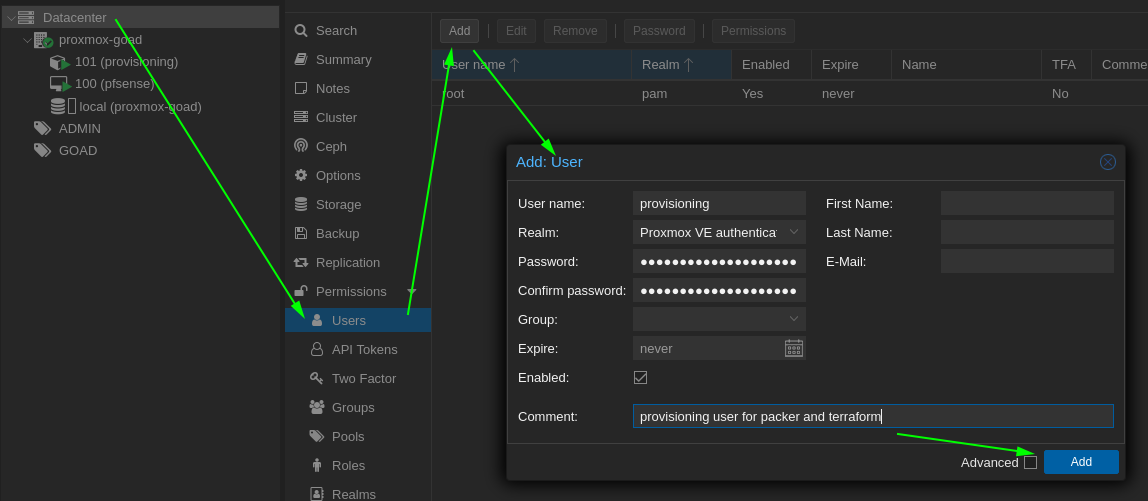 Datacenter
proxmox-goad
101 (provisioning)
100 (pfsense)
local (proxmox-goad)
ADMIN
GOAD
Search
Summary
Notes
Cluster
Ceph
Options
Storage
Backup
Replication
Permissions
Users
API Tokens
Two Factor
Groups
Pools
Roles
Realms
Add Edit Remove Password Permissions
User name Realm Enabled Expire Name TFA Comme
root pam Yes never No
Add: User
User name: provisioning First Name:
Realm: Proxmox VE authentica Last Name:
Password: ●●●●●●●●●●●●●●●●●●●● E-Mail:
Confirm password: ●●●●●●●●●●●●●●●●●●●●
Group:
Expire: never
Enabled:
Comment: provisioning user for packer and terraform
Advanced Add